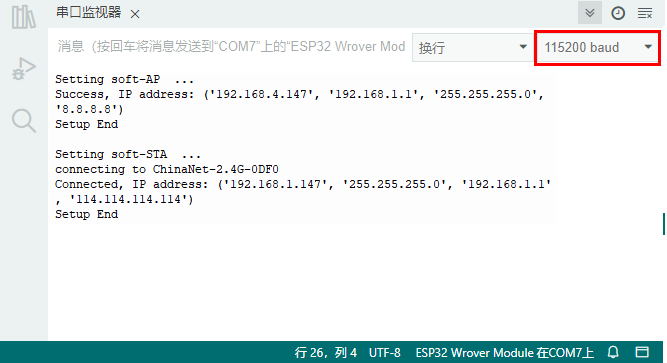 串口监视器 ×
消息（按回车将消息发送到“COM7”上的“ESP32 Wrover Mod
换行
115200 baud
Setting soft-AP ...
Success, IP address: ('192.168.4.147', '192.168.1.1', '255.255.255.0',
'8.8.8.8')
Setup End
Setting soft-STA ...
connecting to ChinaNet-2.4G-0DF0
Connected, IP address: ('192.168.1.147', '255.255.255.0', '192.168.1.1'
, '114.114.114.114')
Setup End
行 26，列 4 UTF-8 ESP32 Wrover Module 在COM7上